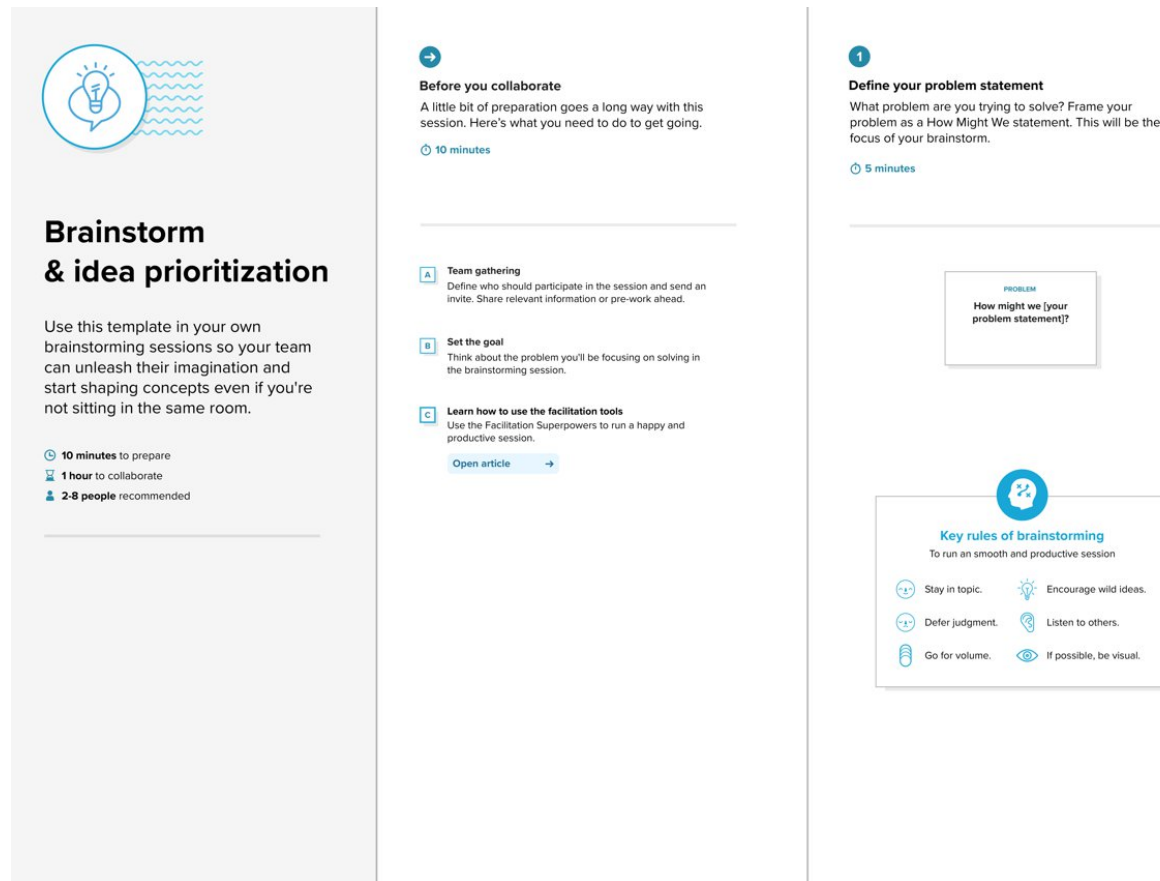 Brainstorm
& idea prioritization
Use this template in your own
brainstorming sessions so your team
can unleash their imagination and
start shaping concepts even if you're
not sitting in the same room.
10 minutes to prepare
1 hour to collaborate
2-8 people recommended
Before you collaborate
A little bit of preparation goes a long way with this
session. Here's what you need to do to get going.
10 minutes
A
Team gathering
Define who should participate in the session and send an
invite. Share relevant information or pre-work ahead.
B
Set the goal
Think about the problem you'll be focusing on solving in
the brainstorming session.
C
Learn how to use the facilitation tools
Use the Facilitation Superpowers to run a happy and
productive session.
Open article
1
Define your problem statement
What problem are you trying to solve? Frame your
problem as a How Might We statement. This will be the
focus of your brainstorm.
5 minutes
PROBLEM
How might we [your
problem statement]?
Key rules of brainstorming
To run an smooth and productive session
Stay in topic.
Encourage wild ideas.
Defer judgment.
Listen to others.
Go for volume.
If possible, be visual.